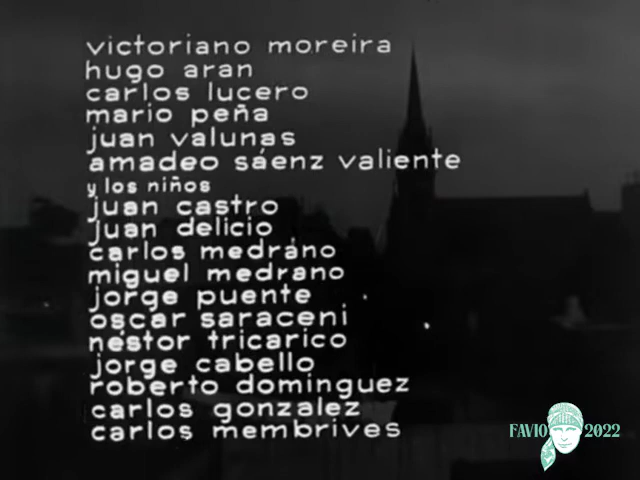 victoriano moreira
hugo aran
carlos lucero
mario peña
juan valunas
amadeo sáenz valiente
y los niños
juan castro
juan delicio
carlos medrano
miguel medrano
jorge puente
oscar saraceni
néstor tricarico
jorge cabello
roberto dominguez
carlos gonzalez
carlos membrives
FAVIO 2022